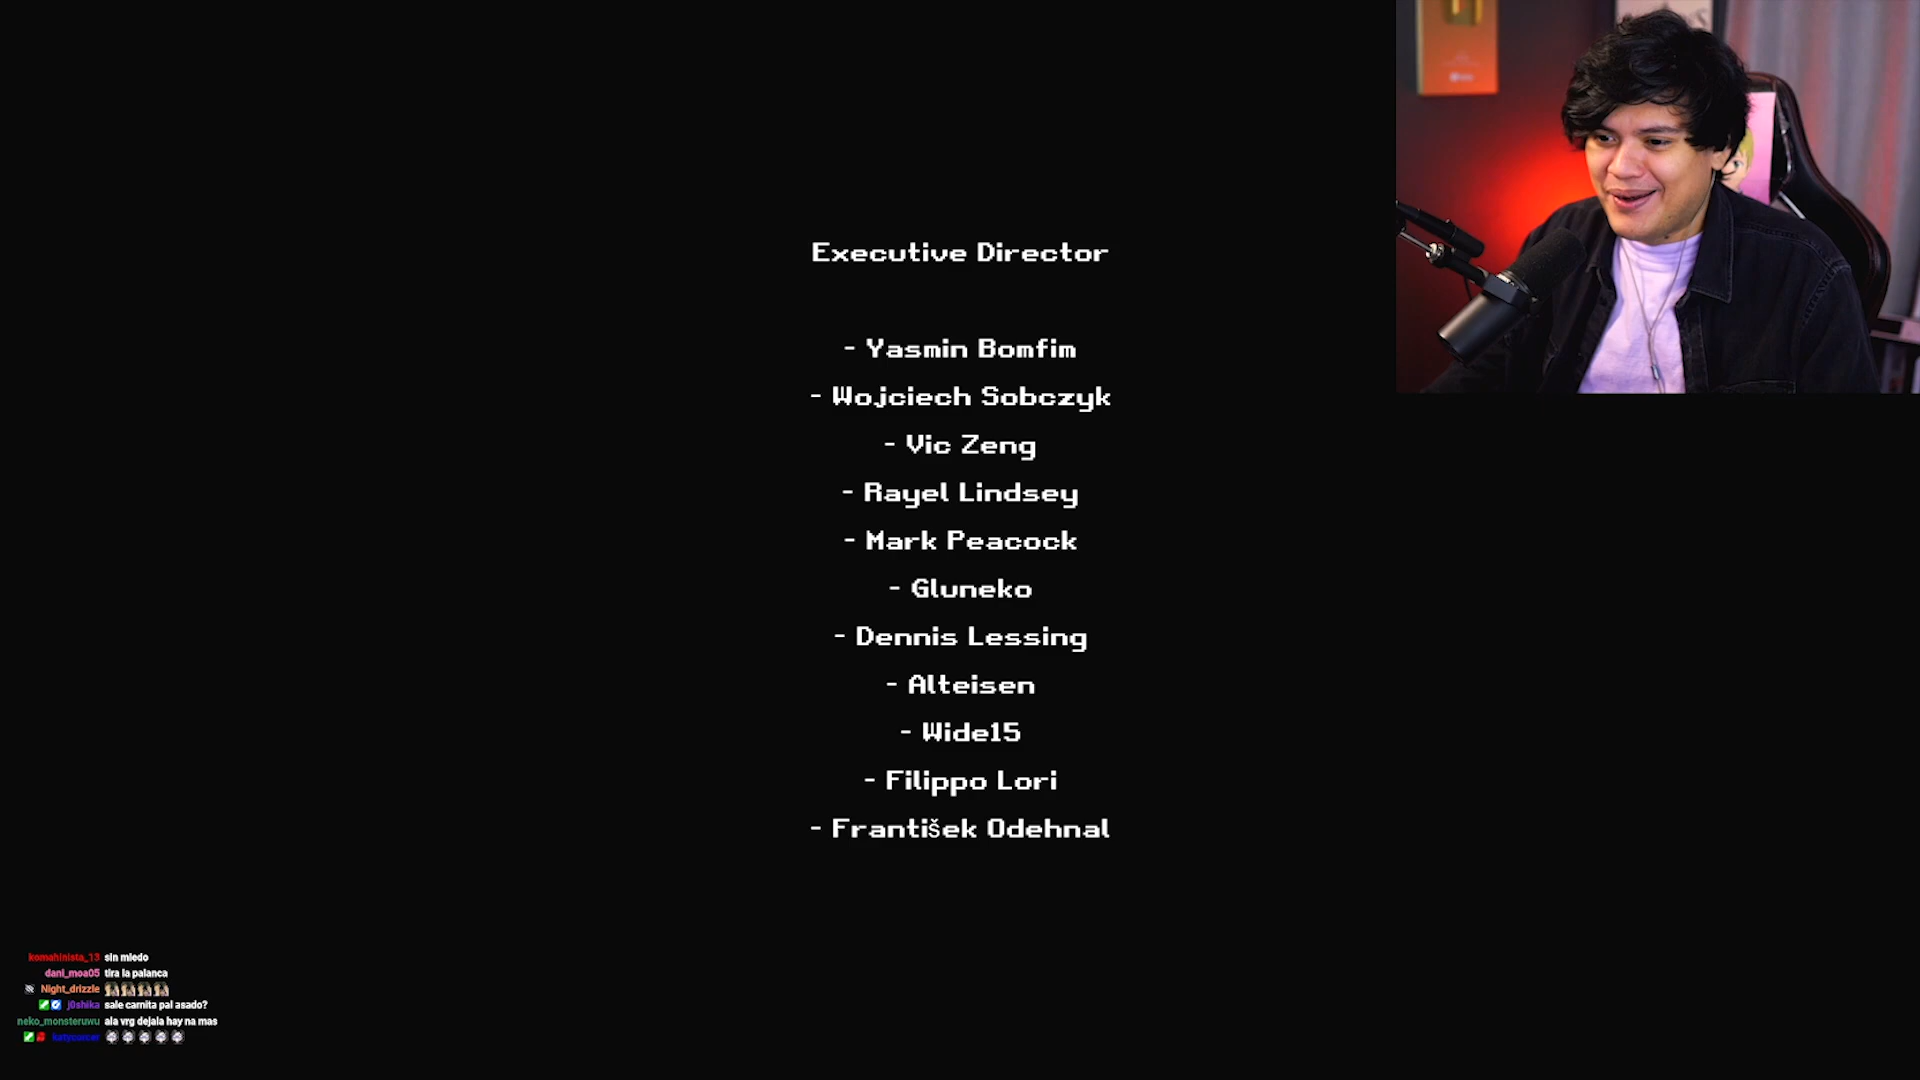 Executive Director
- Yasmin Bomfim
- Wojciech Sobczyk
- Vic Zeng
- Rayel Lindsey
- Mark Peacock
- Gluneko
- Dennis Lessing
- Alteisen
- Wide15
- Filippo Lori
- František Odehnal
komahinista_13 sin miedo
dani_moa05 tira la palanca
Night_drizzle
j0shika sale carnita pal asado?
neko_monsteruwu ala vrg dejala hay na mas